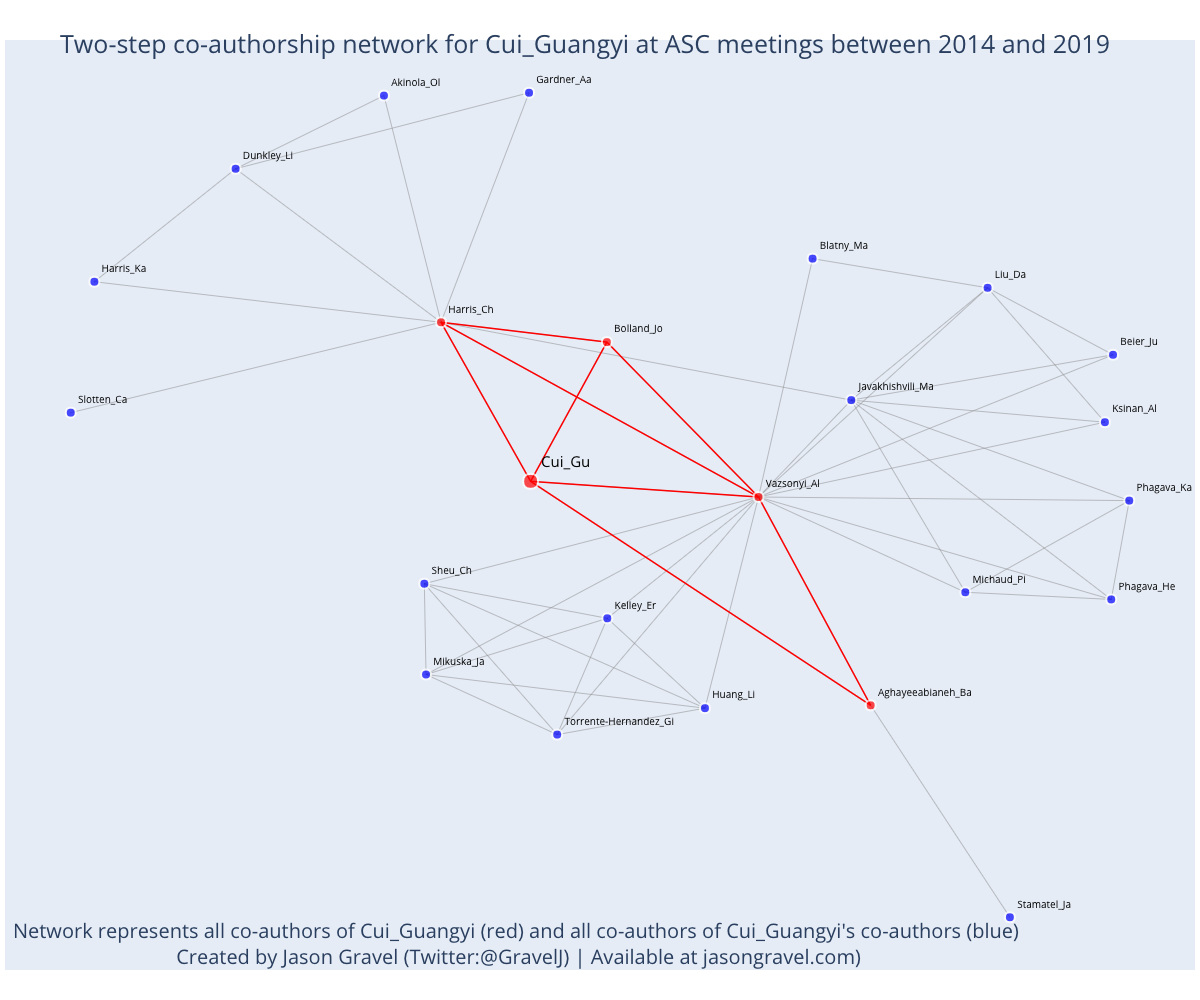 Two-step co-authorship network for Cui_Guangyi at ASC meetings between 2014 and 2019
Akinola_Ol
Gardner_Aa
Dunkley_Li
Blatny_Ma
Harris_Ka
Liu_Da
Harris_Ch
Bolland_Jo
Beier_Ju
Javakhishvili_Ma
Slotten_Ca
Ksinan_Al
Cui_Gu
Vazsonyi_Al
Phagava_Ka
Sheu_Ch
Michaud_Pi
Phagava_He
Kelley_Er
Mikuska_Ja
Huang_Li
Aghayeeabianeh_Ba
Torrente-Hernandez_Gi
Stamatel_Ja
Network represents all co-authors of Cui_Guangyi (red) and all co-authors of Cui_Guangyi's co-authors (blue)
Created by Jason Gravel (Twitter:@GravelJ) | Available at jasongravel.com)